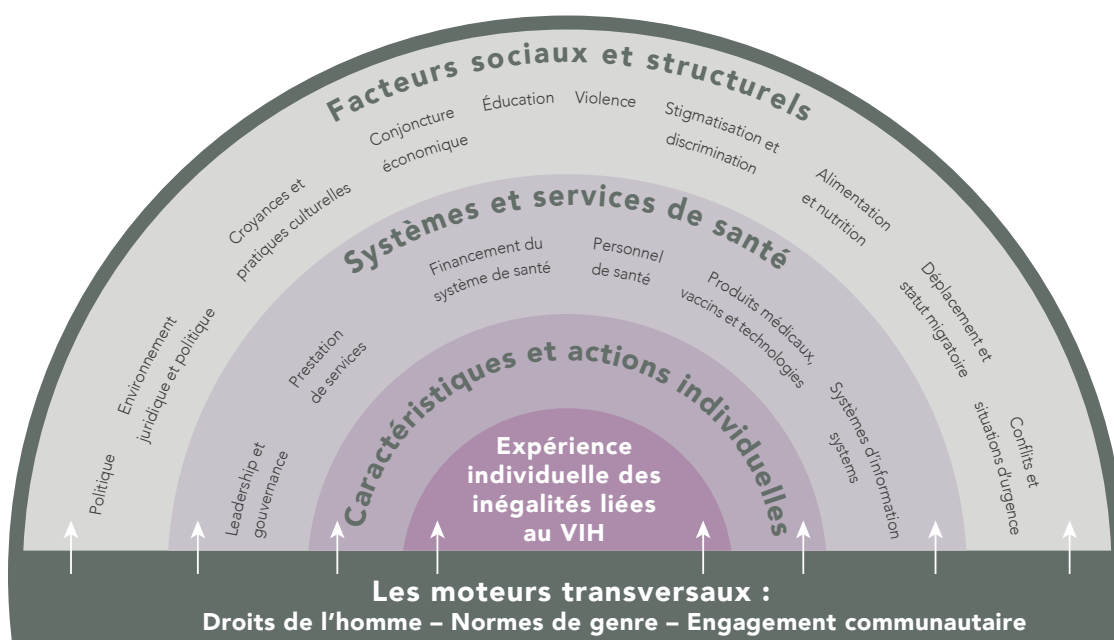 Facteurs sociaux et structurels
Politique
Environnement
juridique et politique
Croyances et
pratiques culturelles
Conjoncture
économique
Éducation
Violence
Stigmatisation et
discrimination
Alimentation
et nutrition
Déplacement et
statut migratoire
Conflits et
situations d'urgence
Systèmes et services de santé
Leadership et
gouvernance
Prestation
de services
Financement du
système de santé
Personnel
de santé
Produits médicaux,
vaccins et technologies
Systèmes d'information
systems
Caractéristiques et actions individuelles
Expérience
individuelle des
inégalités liées
au VIH
Les moteurs transversaux :
Droits de l'homme – Normes de genre – Engagement communautaire